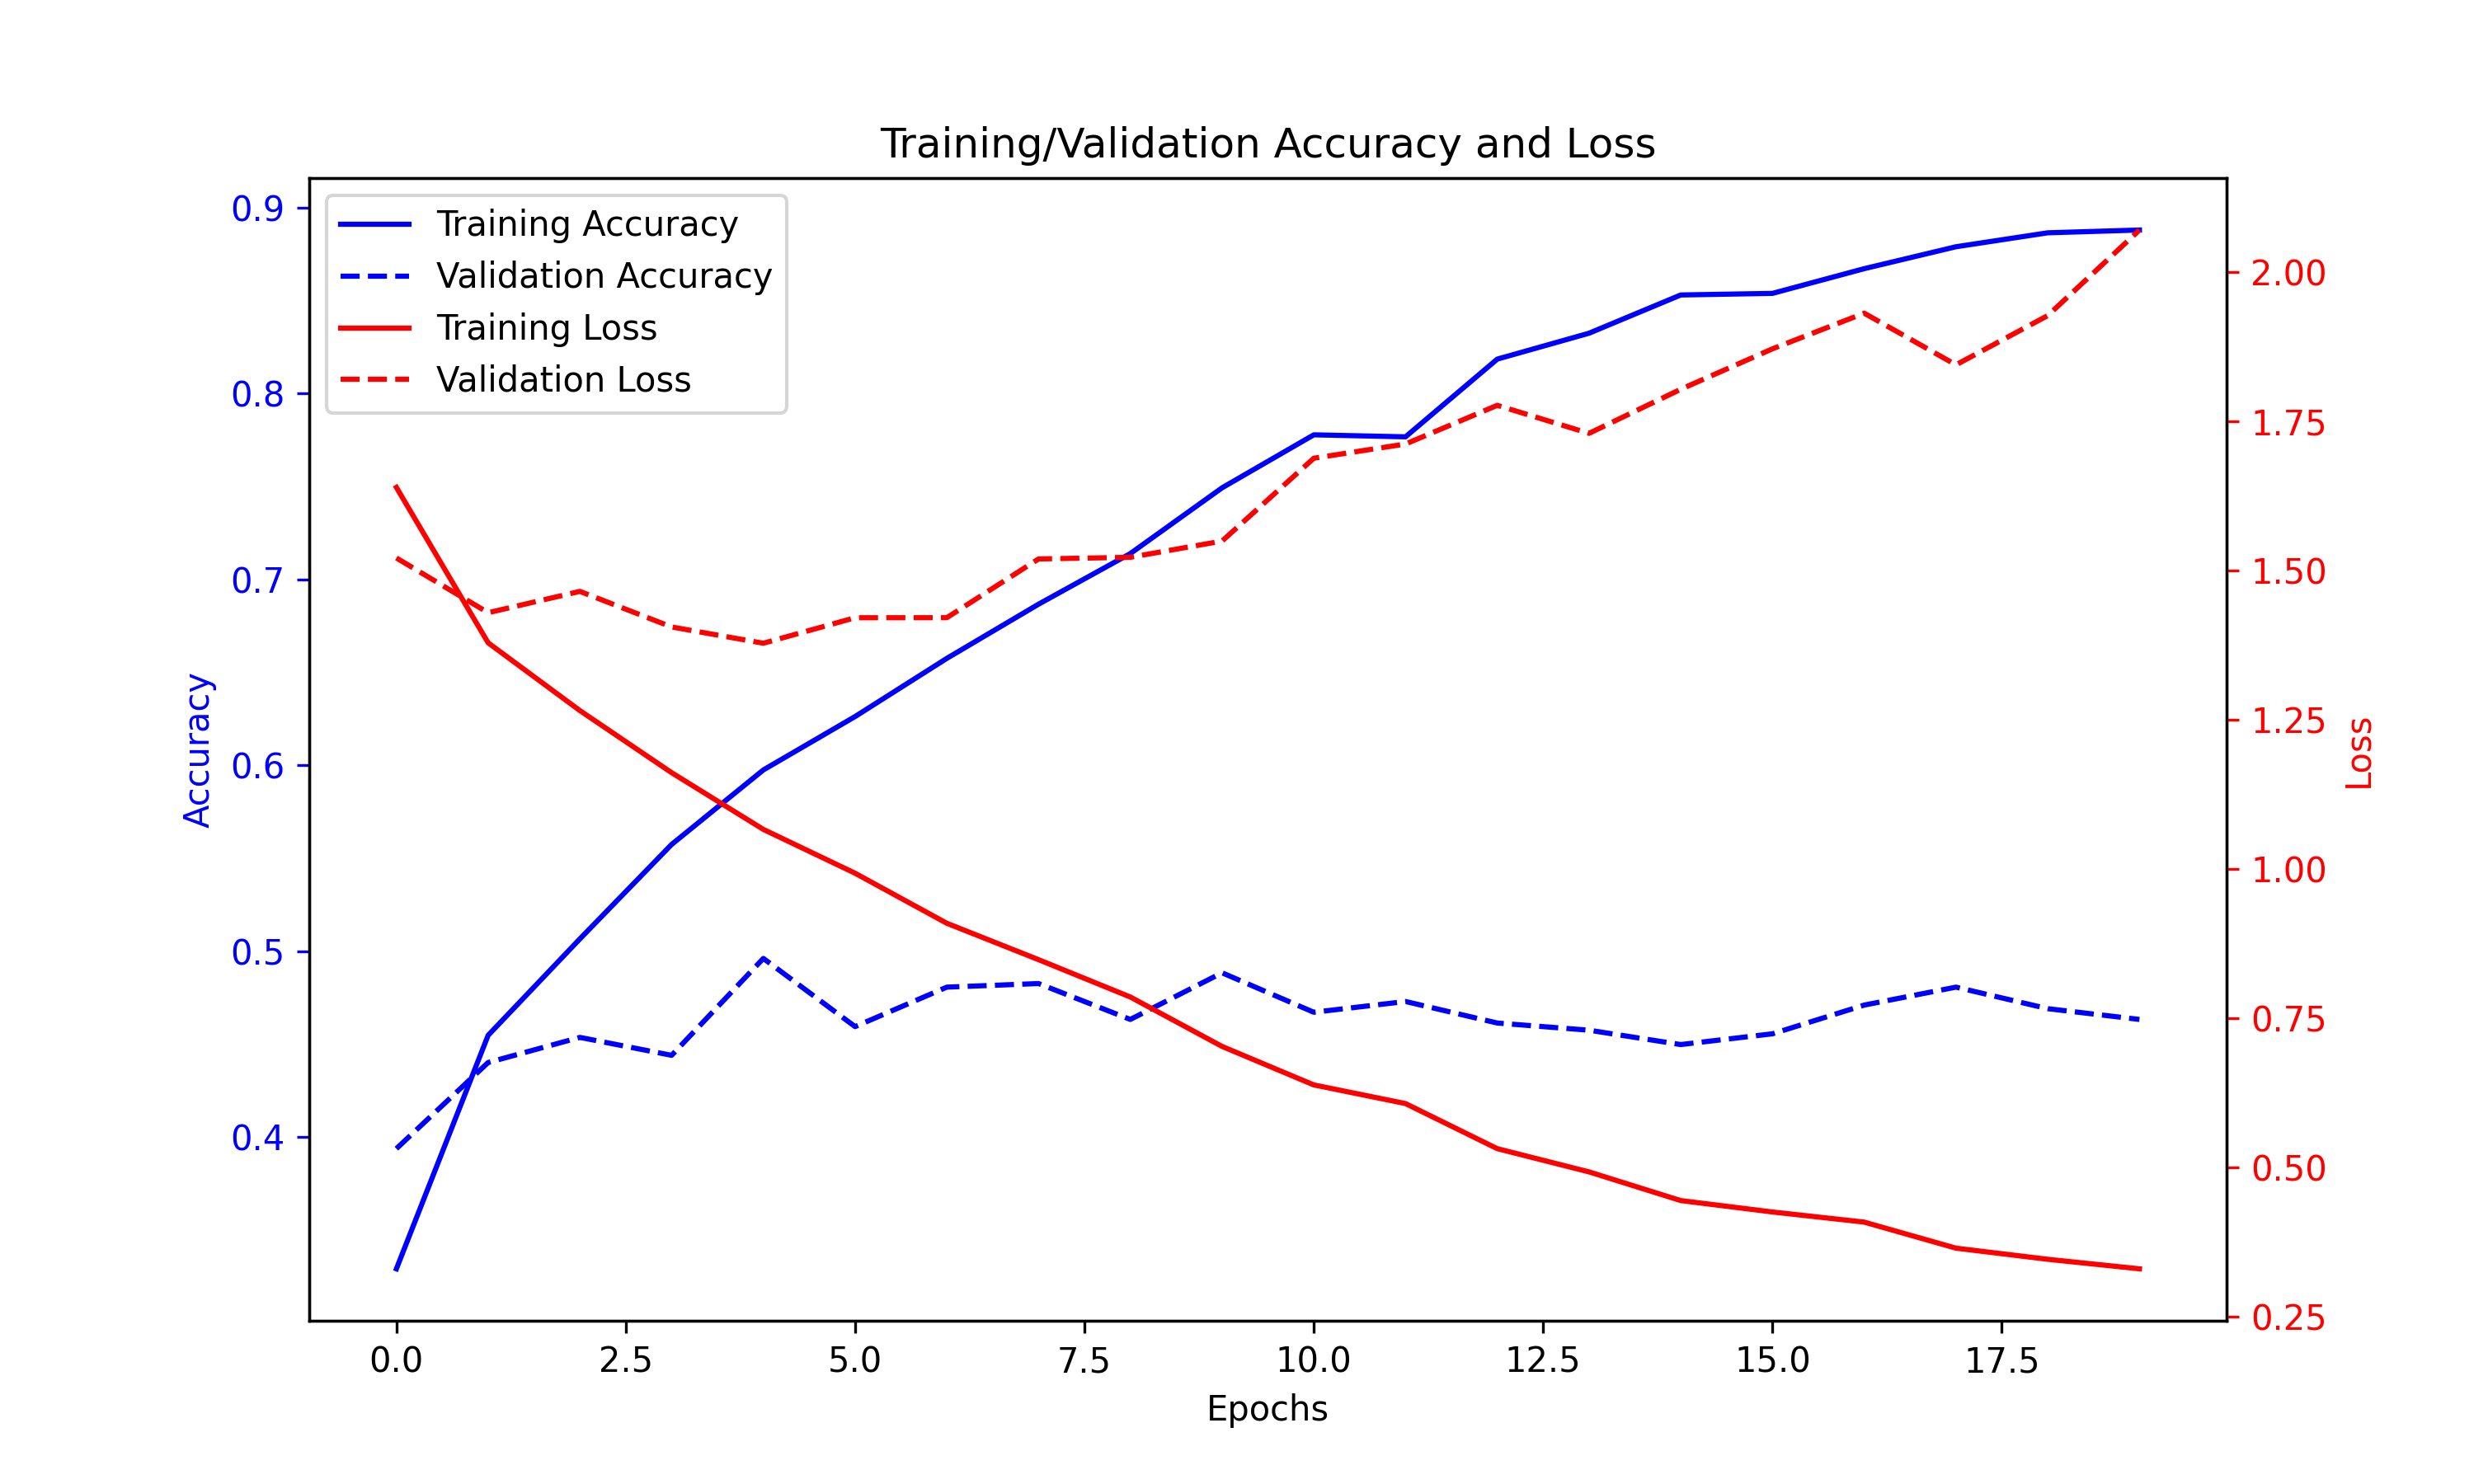 Training/Validation Accuracy and Loss
Training Accuracy
Validation Accuracy
Training Loss
Validation Loss
Accuracy
0.9
0.8
0.7
0.6
0.5
0.4
Loss
2.00
1.75
1.50
1.25
1.00
0.75
0.50
0.25
0.0 2.5 5.0 7.5 10.0 12.5 15.0 17.5
Epochs